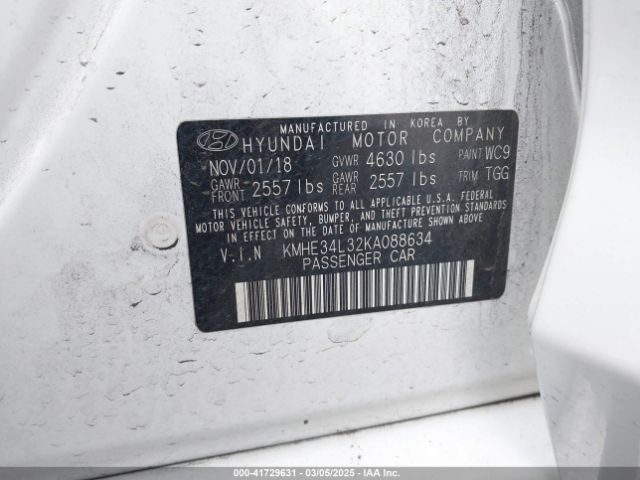 MANUFACTURED IN KOREA BY
HYUNDAI MOTOR COMPANY
NOV/01/18 GVWR 4630 lbs PAINT WC9
GAWR FRONT 2557 lbs GAWR REAR 2557 lbs TRIM TGG
THIS VEHICLE CONFORMS TO ALL APPLICABLE U.S.A. FEDERAL
MOTOR VEHICLE SAFETY, BUMPER, AND THEFT PREVENTION
STANDARDS IN EFFECT ON THE DATE OF MANUFACTURE SHOWN ABOVE.
V.I.N KMHE34L32KA088634
PASSENGER CAR
000-41729631 | 03/05/2025 - IAA Inc.